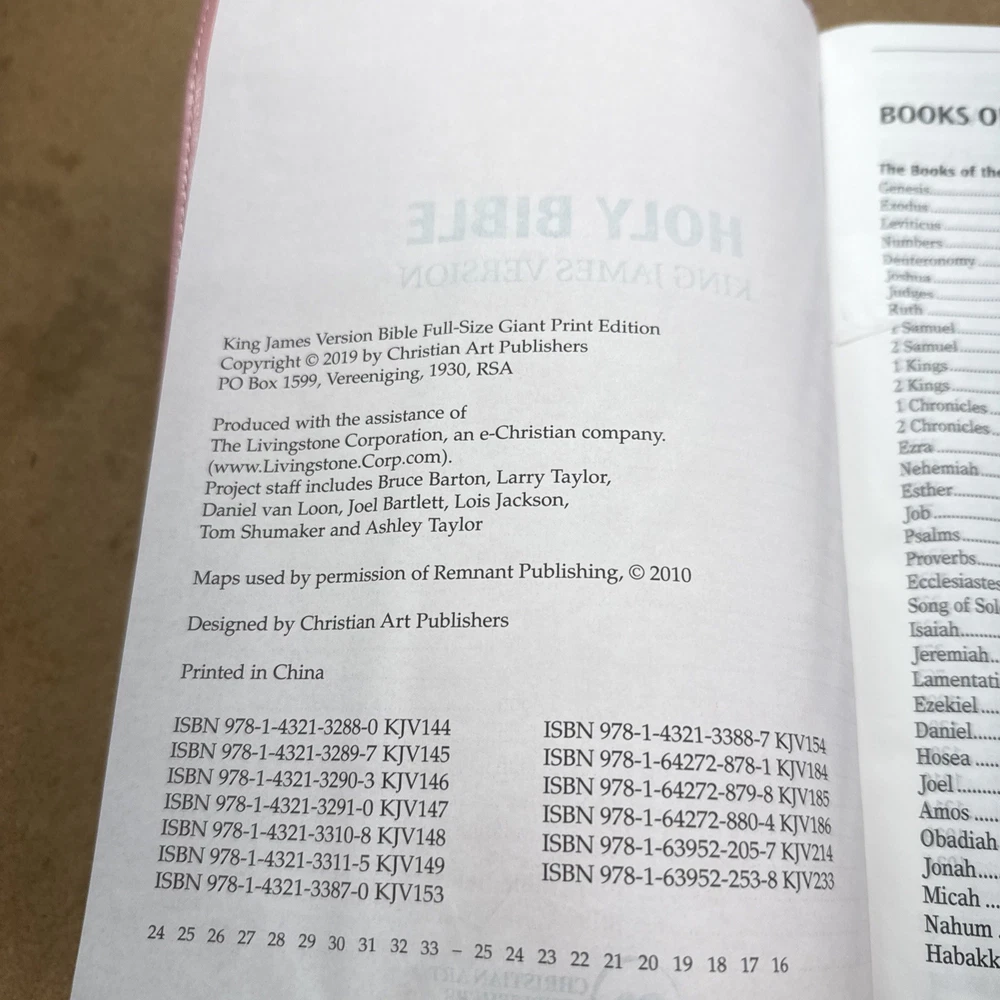 HOLY BIBLE
KING JAMES VERSION
King James Version Bible Full-Size Giant Print Edition
Copyright © 2019 by Christian Art Publishers
PO Box 1599, Vereeniging, 1930, RSA
Produced with the assistance of
The Livingstone Corporation, an e-Christian company.
(www.Livingstone.Corp.com).
Project staff includes Bruce Barton, Larry Taylor,
Daniel van Loon, Joel Bartlett, Lois Jackson,
Tom Shumaker and Ashley Taylor
Maps used by permission of Remnant Publishing, © 2010
Designed by Christian Art Publishers
Printed in China
ISBN 978-1-4321-3288-0 KJV144
ISBN 978-1-4321-3289-7 KJV145
ISBN 978-1-4321-3290-3 KJV146
ISBN 978-1-4321-3291-0 KJV147
ISBN 978-1-4321-3310-8 KJV148
ISBN 978-1-4321-3311-5 KJV149
ISBN 978-1-4321-3387-0 KJV153
ISBN 978-1-4321-3388-7 KJV154
ISBN 978-1-64272-878-1 KJV184
ISBN 978-1-64272-879-8 KJV185
ISBN 978-1-64272-880-4 KJV186
ISBN 978-1-63952-205-7 KJV214
ISBN 978-1-63952-253-8 KJV233
24 25 26 27 28 29 30 31 32 33 – 25 24 23 22 21 20 19 18 17 16
BOOKS
The Books of the
Genesis
Exodus
Leviticus
Numbers
Deuteronomy
Joshua
Judges
Ruth
1 Samuel
2 Samuel
1 Kings
2 Kings
1 Chronicles
2 Chronicles
Ezra
Nehemiah
Esther
Job
Psalms
Proverbs
Ecclesiastes
Song of Sol
Isaiah
Jeremiah
Lamentati
Ezekiel
Daniel
Hosea
Joel
Amos
Obadiah
Jonah
Micah
Nahum
Habakk